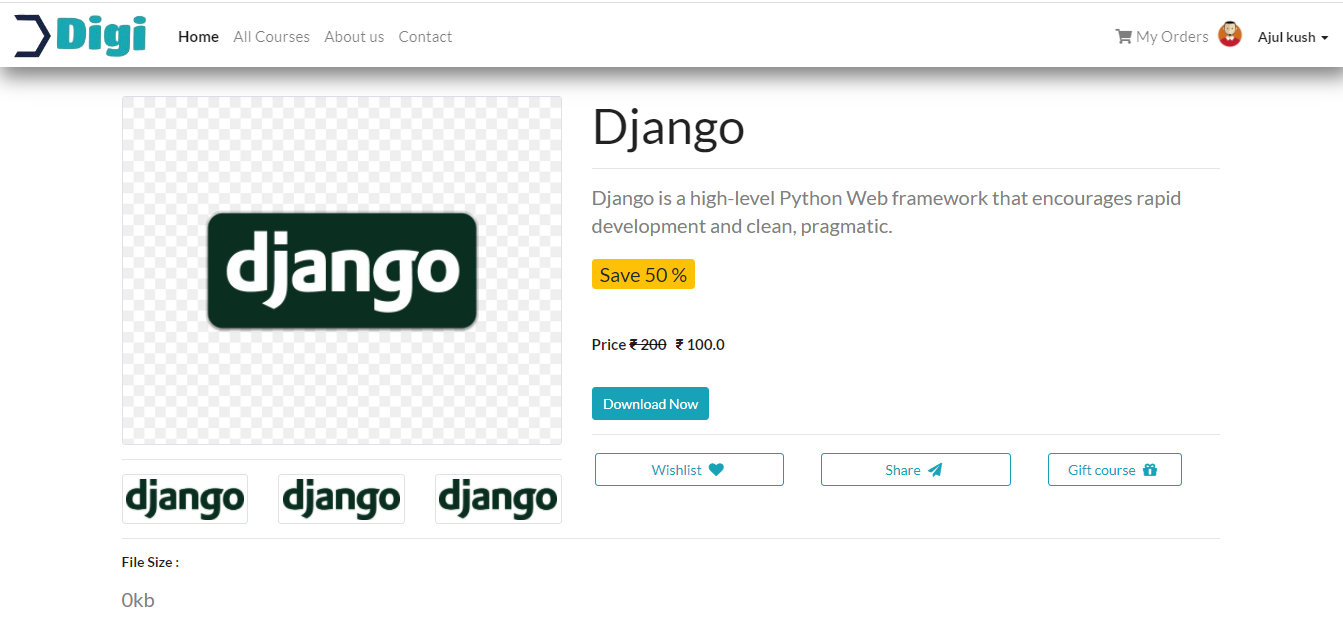 Digi
Home All Courses About us Contact
My Orders Ajul kush
django
django django django
Django
Django is a high-level Python Web framework that encourages rapid
development and clean, pragmatic.
Save 50 %
Price ₹ 200 ₹ 100.0
Download Now
Wishlist Share Gift course
File Size :
0kb